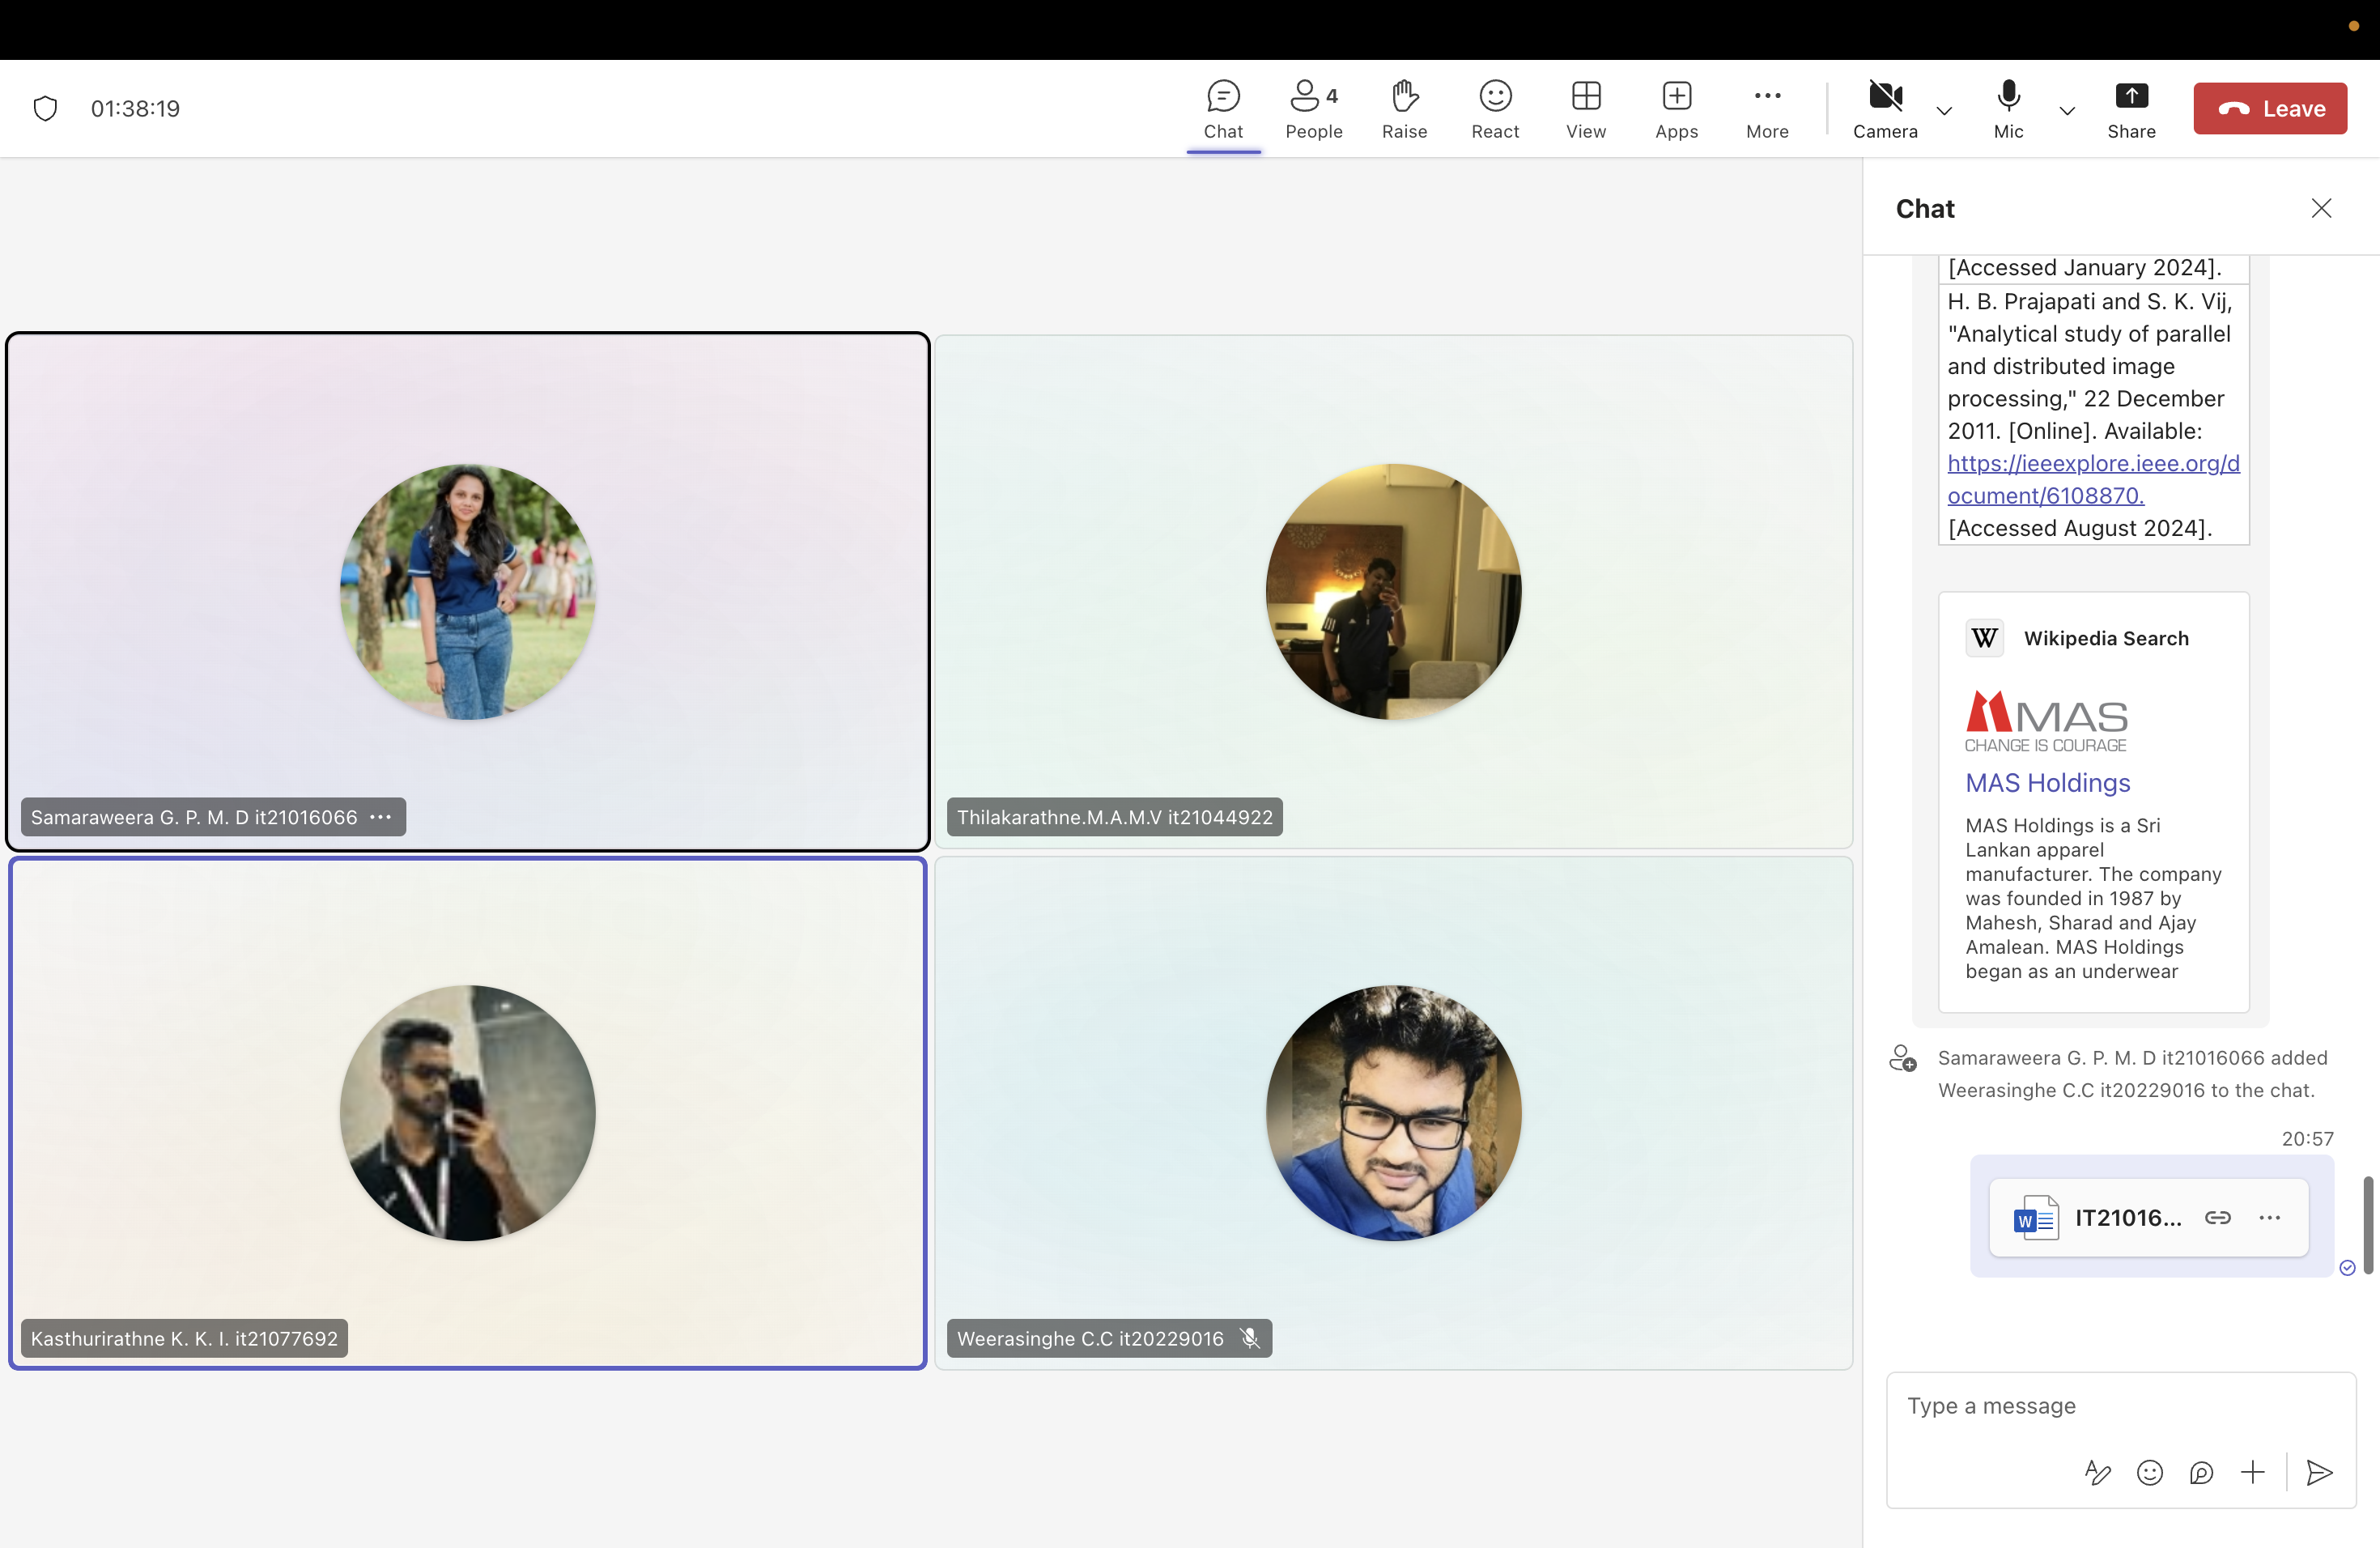 01:38:19
Chat
4
People
Raise
React
View
Apps
More
Camera
Mic
Share
Leave
Samaraweera G. P. M. D it21016066
Thilakarathne.M.A.M.V it21044922
Kasthurirathne K. K. I. it21077692
Weerasinghe C.C it20229016
Chat
[Accessed January 2024].
H. B. Prajapati and S. K. Vij,
"Analytical study of parallel
and distributed image
processing," 22 December
2011. [Online]. Available:
https://ieeexplore.ieee.org/d
ocument/6108870.
[Accessed August 2024].
W
Wikipedia Search
MAS
CHANGE IS COURAGE
MAS Holdings
MAS Holdings is a Sri
Lankan apparel
manufacturer. The company
was founded in 1987 by
Mahesh, Sharad and Ajay
Amalean. MAS Holdings
began as an underwear
Samaraweera G. P. M. D it21016066 added
Weerasinghe C.C it20229016 to the chat.
20:57
W
IT21016...
Type a message